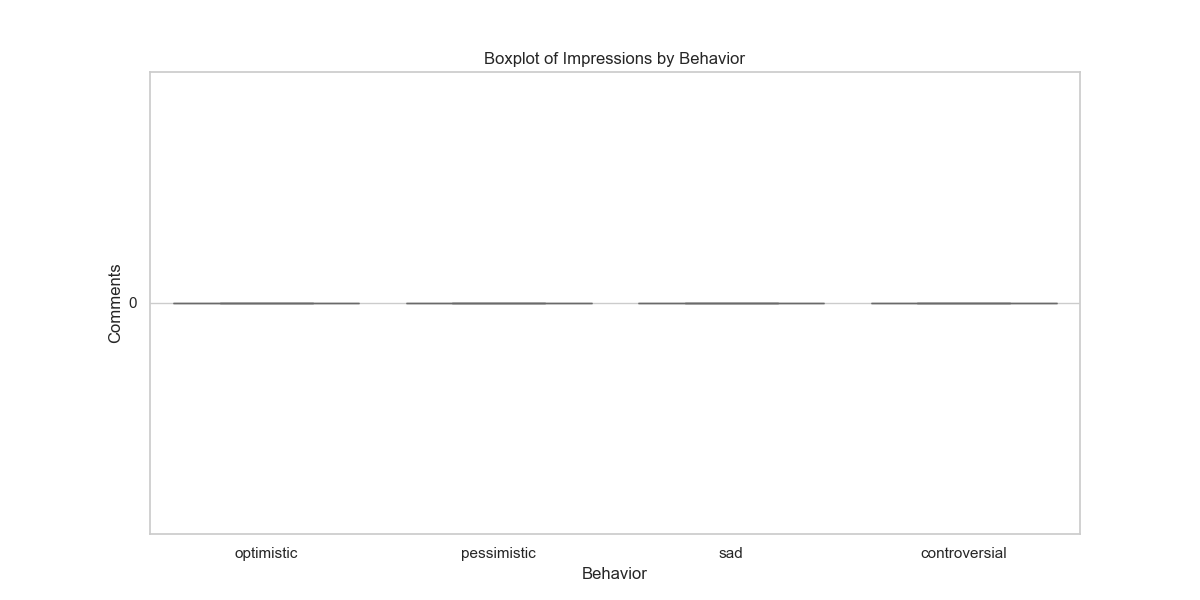 Boxplot of Impressions by Behavior
Comments
0
optimistic
pessimistic
sad
controversial
Behavior